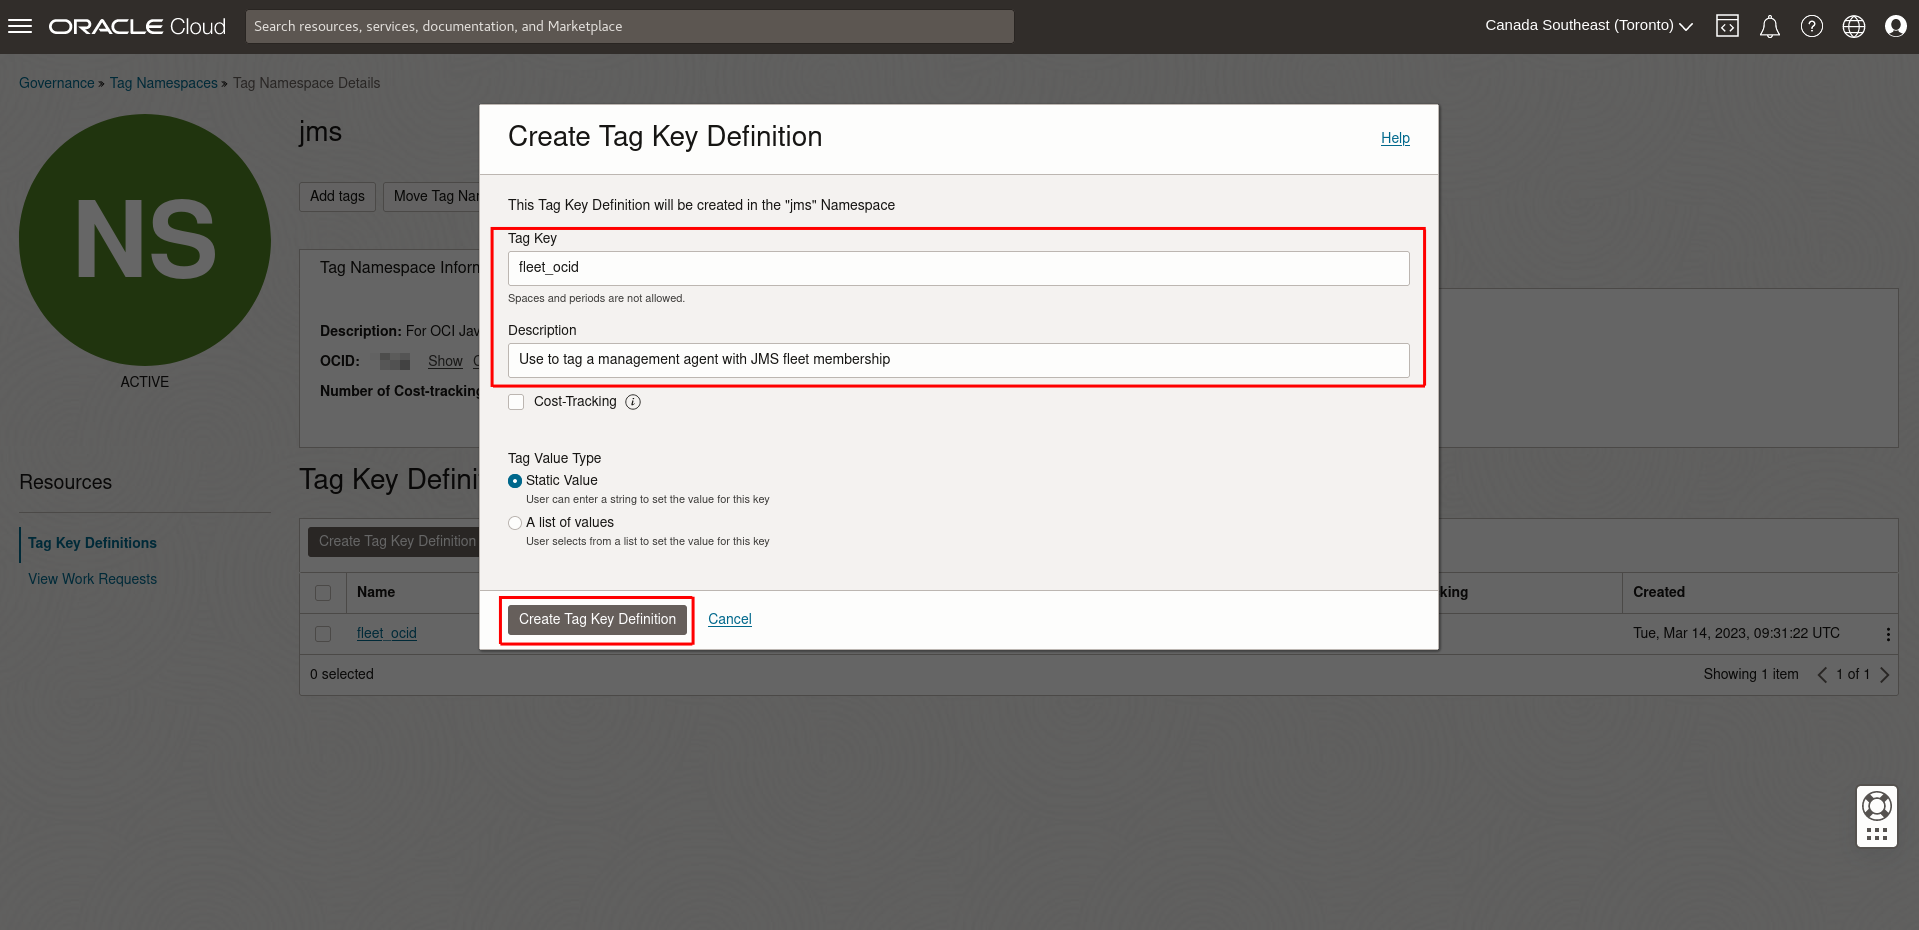 ORACLE Cloud
Search resources, services, documentation, and Marketplace
Canada Southeast (Toronto)
Governance » Tag Namespaces » Tag Namespace Details
NS
ACTIVE
jms
Add tags
Move Tag Nar
Tag Namespace Inforn
Description: For OCI Jav
OCID: Show C
Number of Cost-tracking
Resources
Tag Key Definitions
View Work Requests
Tag Key Defini
Create Tag Key Definition
Name
king
Created
fleet_ocid
Tue, Mar 14, 2023, 09:31:22 UTC
0 selected
Showing 1 item
1 of 1
Create Tag Key Definition
Help
This Tag Key Definition will be created in the "jms" Namespace
Tag Key
fleet_ocid
Spaces and periods are not allowed.
Description
Use to tag a management agent with JMS fleet membership
Cost-Tracking
Tag Value Type
Static Value
User can enter a string to set the value for this key
A list of values
User selects from a list to set the value for this key
Create Tag Key Definition
Cancel